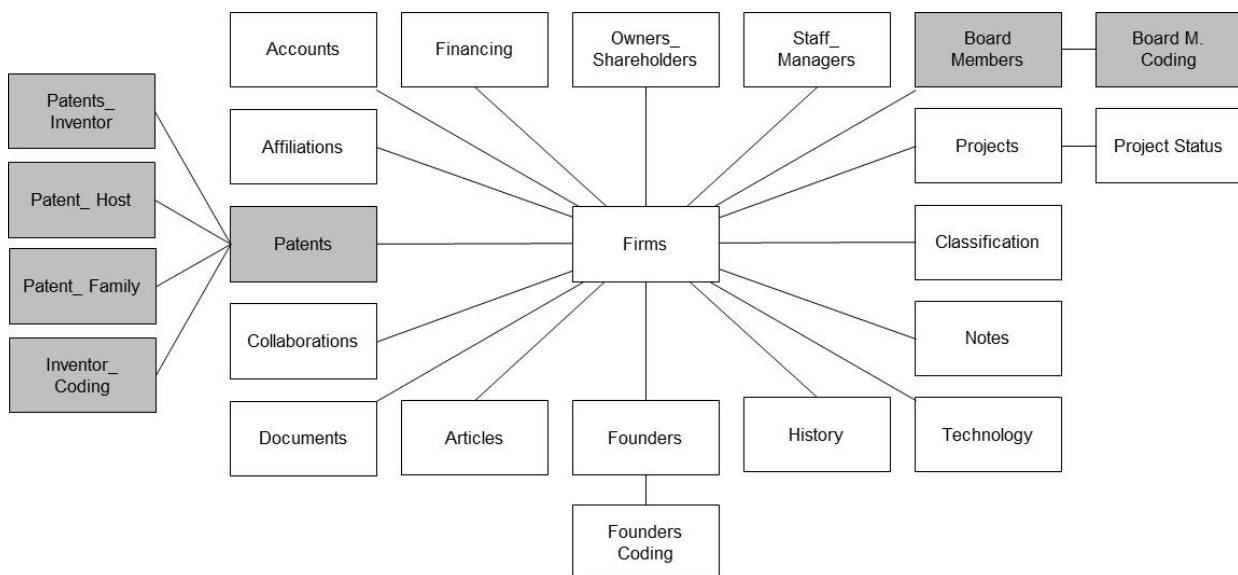 Accounts
Financing
Owners_
Shareholders
Staff_
Managers
Board
Members
Board M.
Coding
Patents_
Inventor
Affiliations
Projects
Project Status
Patent_ Host
Patents
Firms
Classification
Patent_ Family
Collaborations
Notes
Inventor_
Coding
Documents
Articles
Founders
History
Technology
Founders
Coding